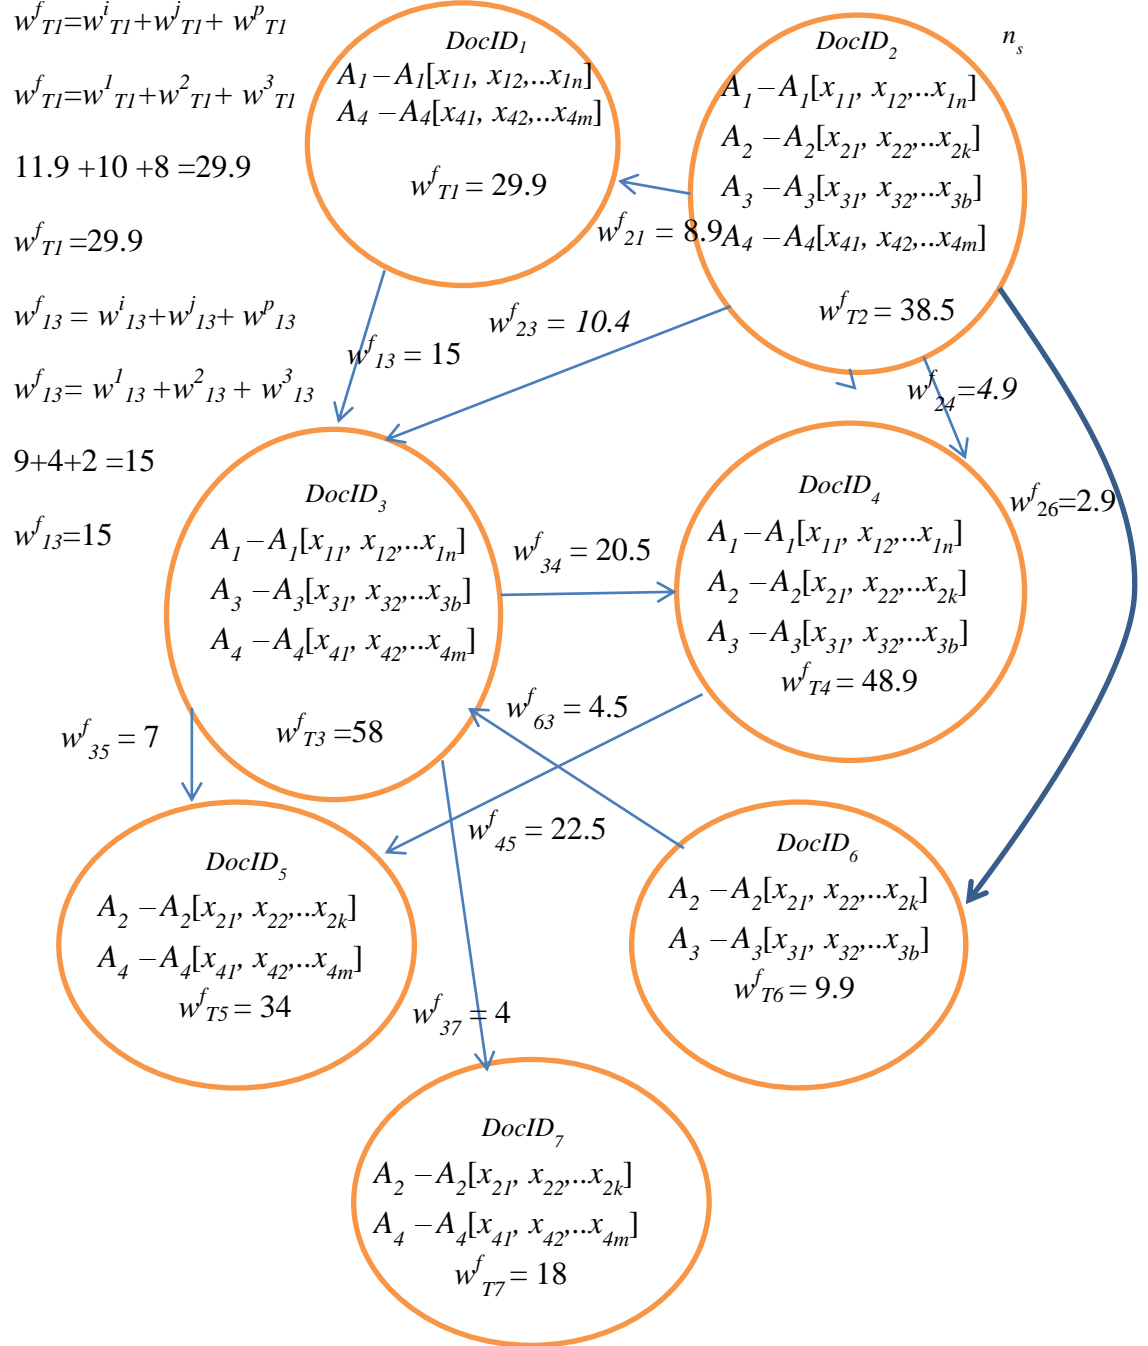 w^f_T1=w^i_T1+w^j_T1+ w^p_T1
w^f_T1=w^1_T1+w^2_T1+ w^3_T1
11.9 +10 +8 =29.9
w^f_T1 =29.9
w^f_13 = w^i_13+w^j_13+ w^p_13
w^f_13= w^1_13 +w^2_13 + w^3_13
9+4+2 =15
w^f_13=15
DocID_1
A_1 – A_1[x_11, x_12,..x_1n]
A_4 – A_4[x_41, x_42,..x_4m]
w^f_T1 = 29.9
DocID_2
A_1 – A_1[x_11, x_12,..x_1n]
A_2 – A_2[x_21, x_22,..x_2k]
A_3 – A_3[x_31, x_32,..x_3b]
A_4 – A_4[x_41, x_42,..x_4m]
w^f_T2 = 38.5
n_s
w^f_21 = 8.9
w^f_23 = 10.4
w^f_13 = 15
w^f_24=4.9
w^f_26=2.9
DocID_3
A_1 – A_1[x_11, x_12,..x_1n]
A_3 – A_3[x_31, x_32,..x_3b]
A_4 – A_4[x_41, x_42,..x_4m]
w^f_T3 =58
w^f_34 = 20.5
DocID_4
A_1 – A_1[x_11, x_12,..x_1n]
A_2 – A_2[x_21, x_22,..x_2k]
A_3 – A_3[x_31, x_32,..x_3b]
w^f_T4 = 48.9
w^f_35 = 7
w^f_63 = 4.5
w^f_45 = 22.5
DocID_5
A_2 – A_2[x_21, x_22,..x_2k]
A_4 – A_4[x_41, x_42,..x_4m]
w^f_T5 = 34
DocID_6
A_2 – A_2[x_21, x_22,..x_2k]
A_3 – A_3[x_31, x_32,..x_3b]
w^f_T6 = 9.9
w^f_37 = 4
DocID_7
A_2 – A_2[x_21, x_22,..x_2k]
A_4 – A_4[x_41, x_42,..x_4m]
w^f_T7 = 18